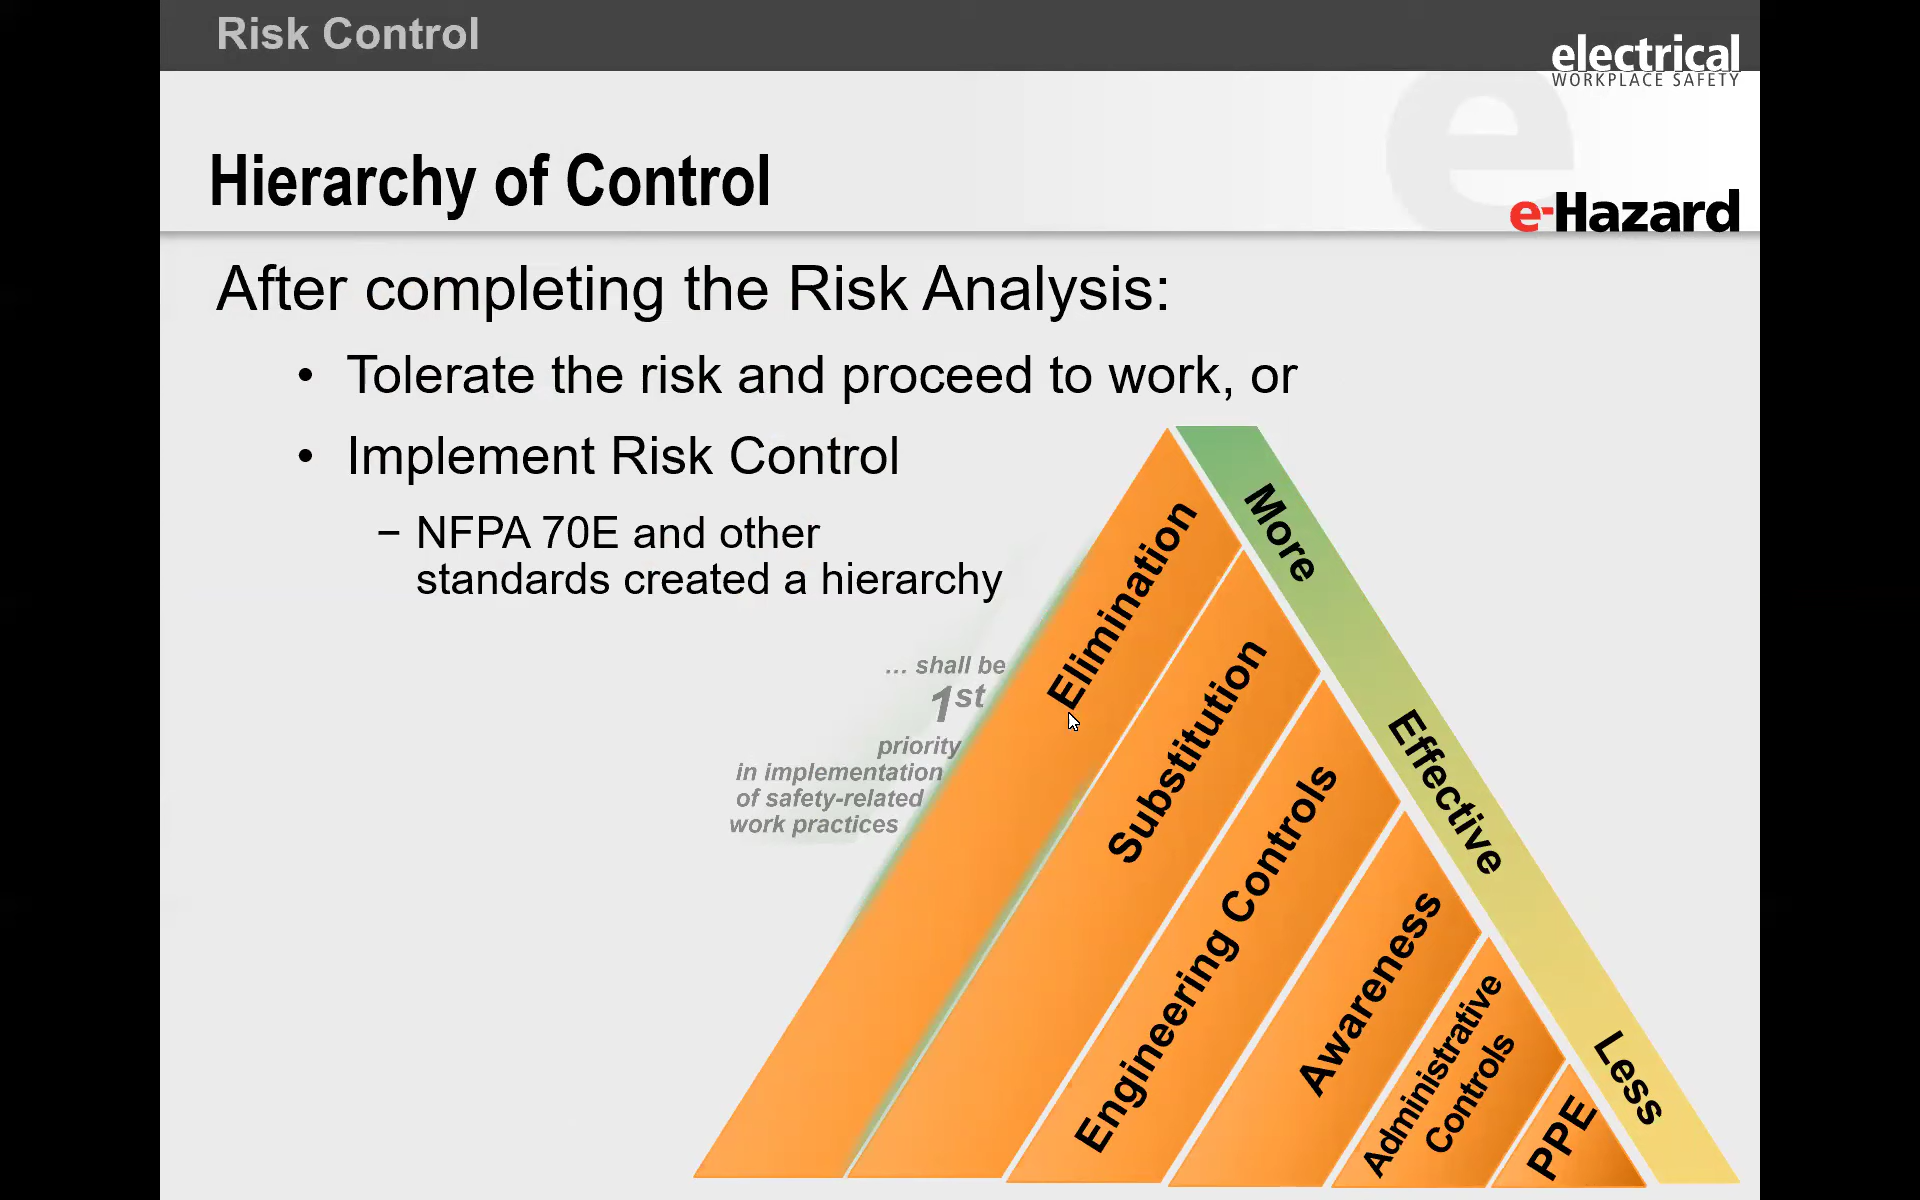 Risk Control
electrical
WORKPLACE SAFETY
Hierarchy of Control
e-Hazard
After completing the Risk Analysis:
• Tolerate the risk and proceed to work, or
• Implement Risk Control
– NFPA 70E and other
standards created a hierarchy
... shall be
1st
priority
in implementation
of safety-related
work practices
Elimination
Substitution
Engineering Controls
Awareness
Administrative
Controls
PPE
More
Effective
Less